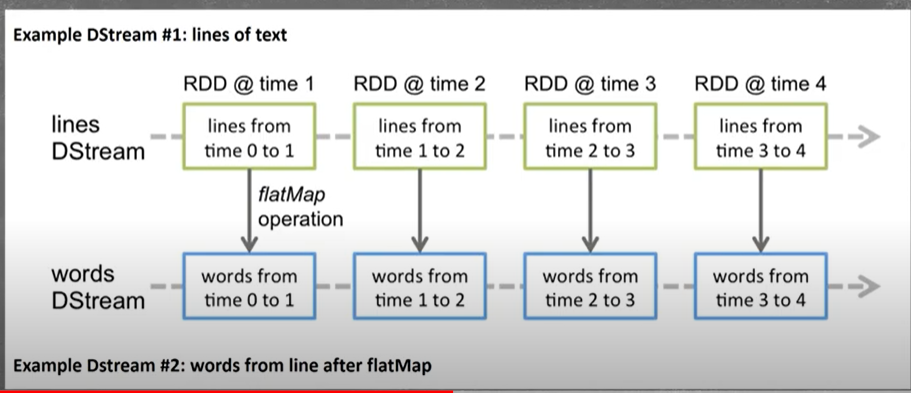 Example DStream #1: lines of text
RDD @ time 1
RDD @ time 2
RDD @ time 3
RDD @ time 4
lines
DStream
lines from
time 0 to 1
lines from
time 1 to 2
lines from
time 2 to 3
lines from
time 3 to 4
flatMap
operation
words
DStream
words from
time 0 to 1
words from
time 1 to 2
words from
time 2 to 3
words from
time 3 to 4
Example Dstream #2: words from line after flatMap